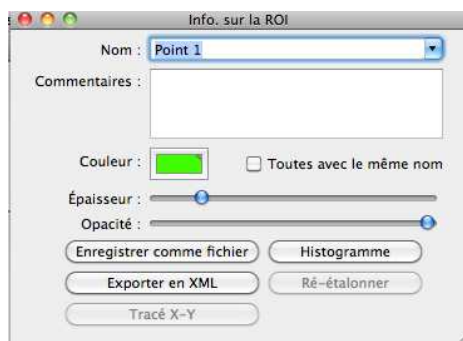 Info. sur la ROI
Nom : Point 1
Commentaires :
Couleur : Toutes avec le même nom
Épaisseur :
Opacité :
Enregistrer comme fichier Histogramme
Exporter en XML Ré-étalonner
Tracé X-Y